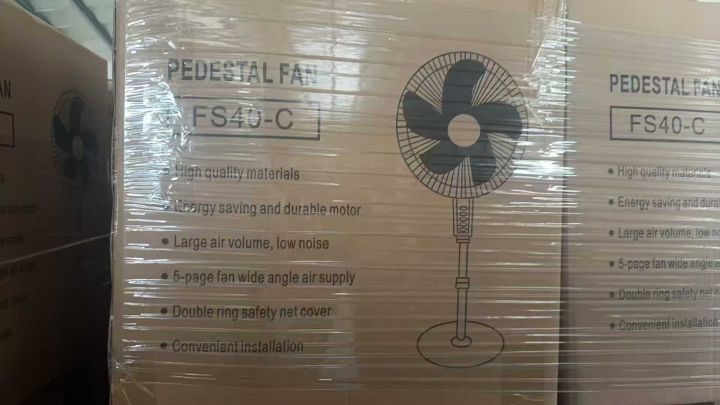 PEDESTAL FAN
FS40-C
• High quality materials
• Energy saving and durable motor
• Large air volume, low noise
• 5-page fan wide angle air supply
• Double ring safety net cover
• Convenient installation
PEDESTAL FAN
FS40-C
• High quality materials
• Energy saving and
• Large air volume, low
• 5-page fan wide angle
• Double ring safety net
• Convenient installation